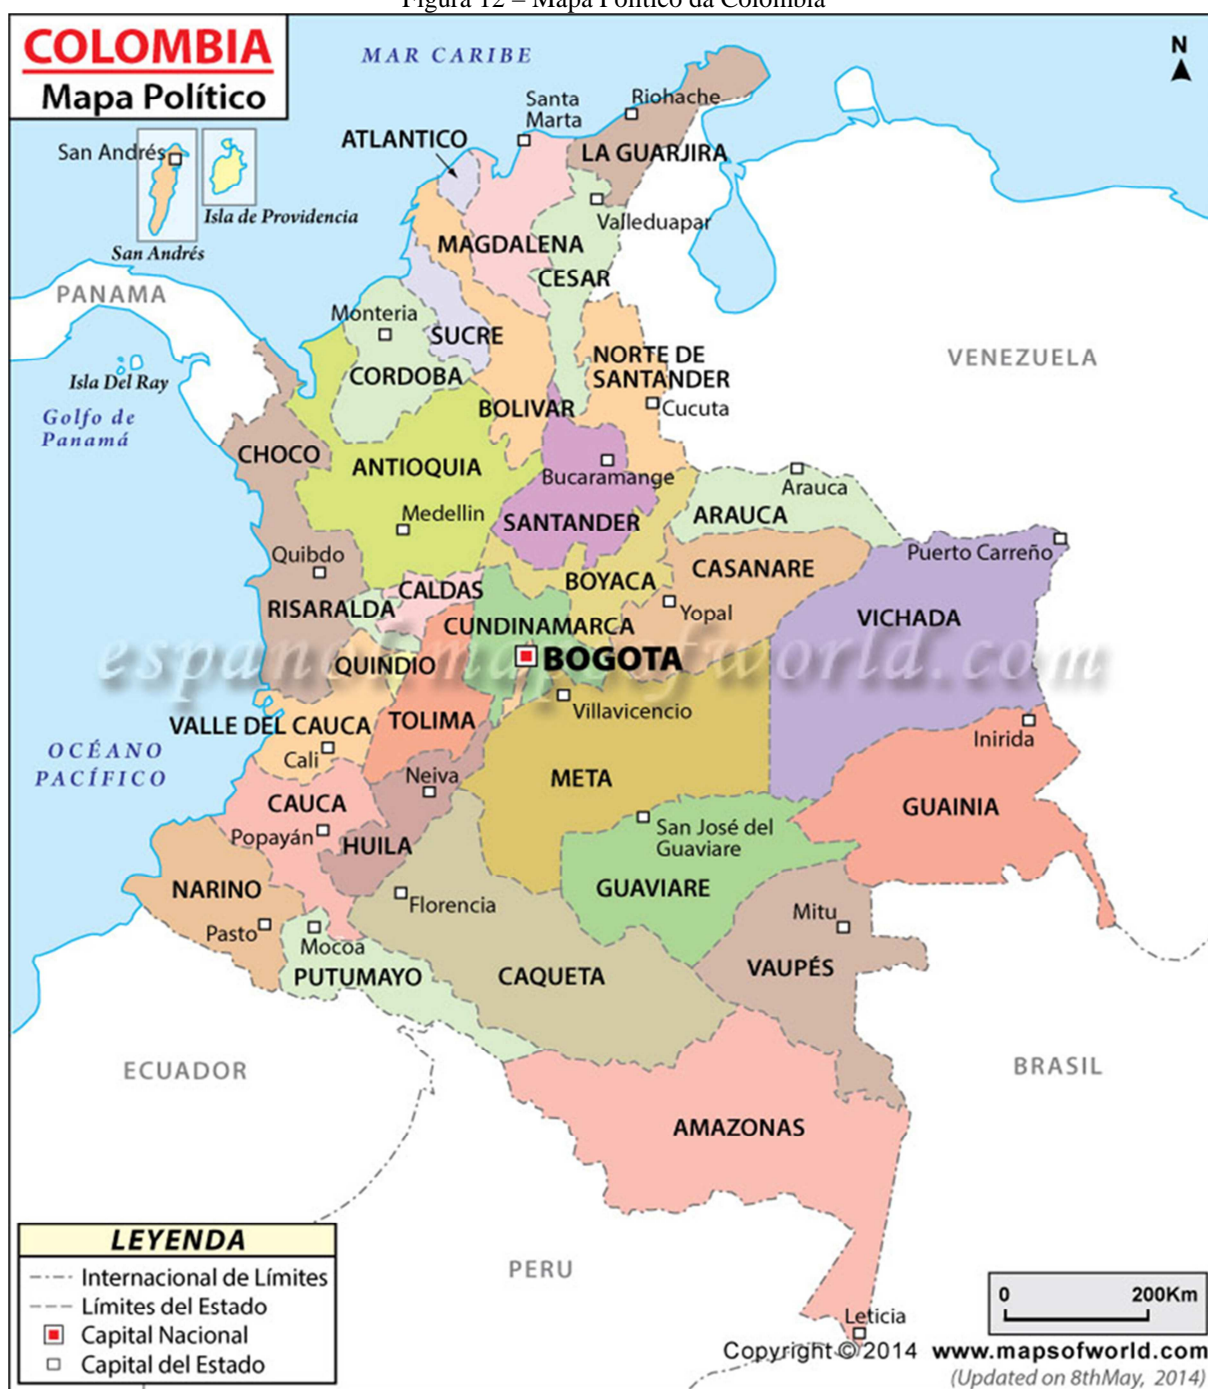 Figura 12 – Mapa Político da Colômbia
COLOMBIA
Mapa Político
MAR CARIBE
N
Santa
Marta
Riohache
ATLANTICO
LA GUARJIRA
San Andrés
Isla de Providencia
San Andrés
Valleduapar
MAGDALENA
CESAR
PANAMA
Monteria
SUCRE
VENEZUELA
NORTE DE
SANTANDER
Isla Del Ray
CORDOBA
Golfo de
Panamá
BOLIVAR
Cucuta
CHOCO
ANTIOQUIA
Bucaramange
Arauca
Medellin
SANTANDER
ARAUCA
Quibdo
Puerto Carreño
CALDAS
BOYACA
CASANARE
RISARALDA
Yopal
VICHADA
CUNDINAMARCA
espanol.mapsofworld.com
QUINDIO
BOGOTA
VALLE DEL CAUCA
TOLIMA
Villavicencio
OCÉANO
PACÍFICO
Cali
Inirida
Neiva
META
CAUCA
GUAINIA
Popayán
HUILA
San José del
Guaviare
NARINO
GUAVIARE
Florencia
Mitu
Pasto
Mocoa
PUTUMAYO
CAQUETA
VAUPÉS
ECUADOR
BRASIL
AMAZONAS
PERU
LEYENDA
Internacional de Límites
Límites del Estado
Capital Nacional
Capital del Estado
0 200Km
Leticia
Copyright © 2014 www.mapsofworld.com
(Updated on 8thMay, 2014)